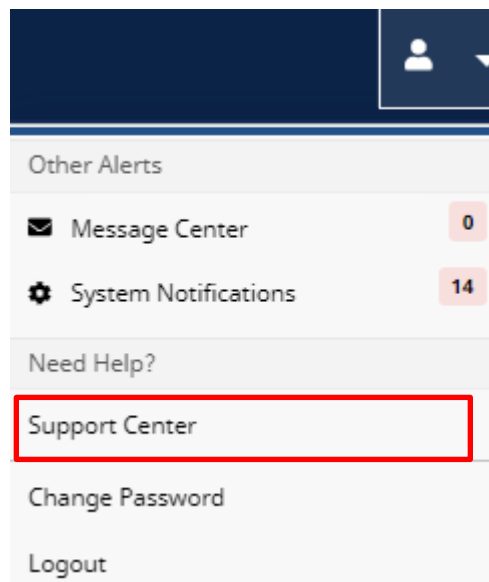 Other Alerts
Message Center 0
System Notifications 14
Need Help?
Support Center
Change Password
Logout